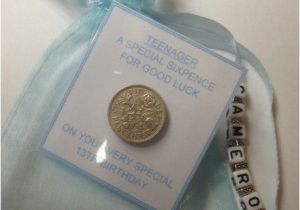 TEENAGER
A SPECIAL SIXPENCE
FOR GOOD LUCK
ON YOUR VERY SPECIAL
13TH BIRTHDAY
CAMERO